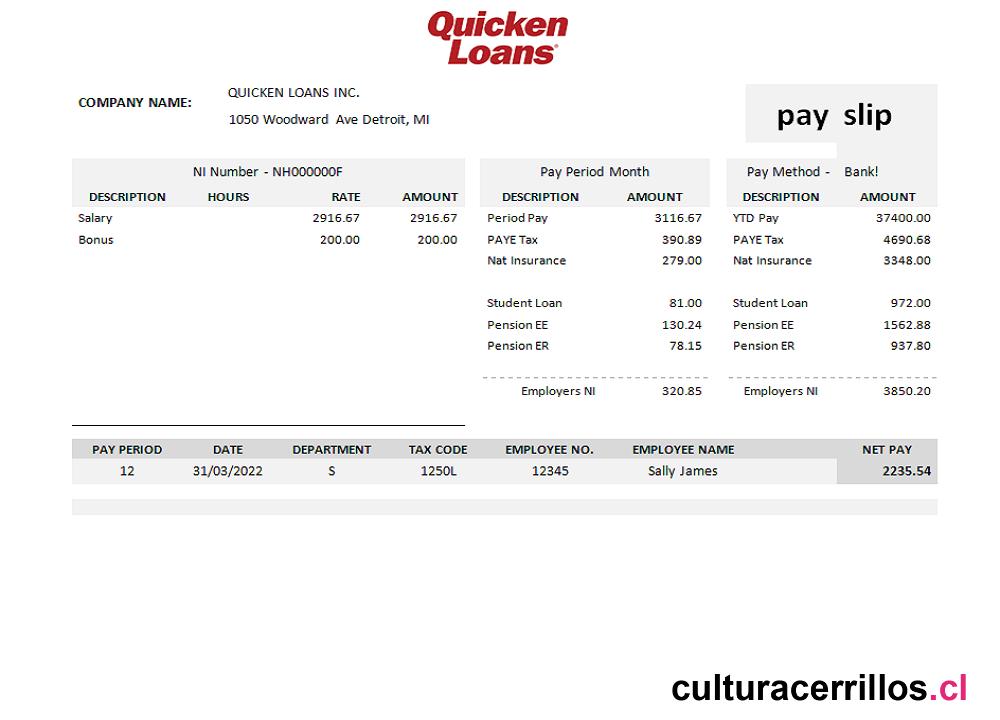 Quicken
Loans®
COMPANY NAME:
QUICKEN LOANS INC.
1050 Woodward Ave Detroit, MI
pay slip
NI Number - NH000000F
DESCRIPTION HOURS RATE AMOUNT
Salary 2916.67 2916.67
Bonus 200.00 200.00
Pay Period Month
DESCRIPTION AMOUNT
Period Pay 3116.67
PAYE Tax 390.89
Nat Insurance 279.00
Student Loan 81.00
Pension EE 130.24
Pension ER 78.15
Employers NI 320.85
Pay Method - Bank!
DESCRIPTION AMOUNT
YTD Pay 37400.00
PAYE Tax 4690.68
Nat Insurance 3348.00
Student Loan 972.00
Pension EE 1562.88
Pension ER 937.80
Employers NI 3850.20
PAY PERIOD DATE DEPARTMENT TAX CODE EMPLOYEE NO. EMPLOYEE NAME NET PAY
12 31/03/2022 S 1250L 12345 Sally James 2235.54
culturacerrillos.cl